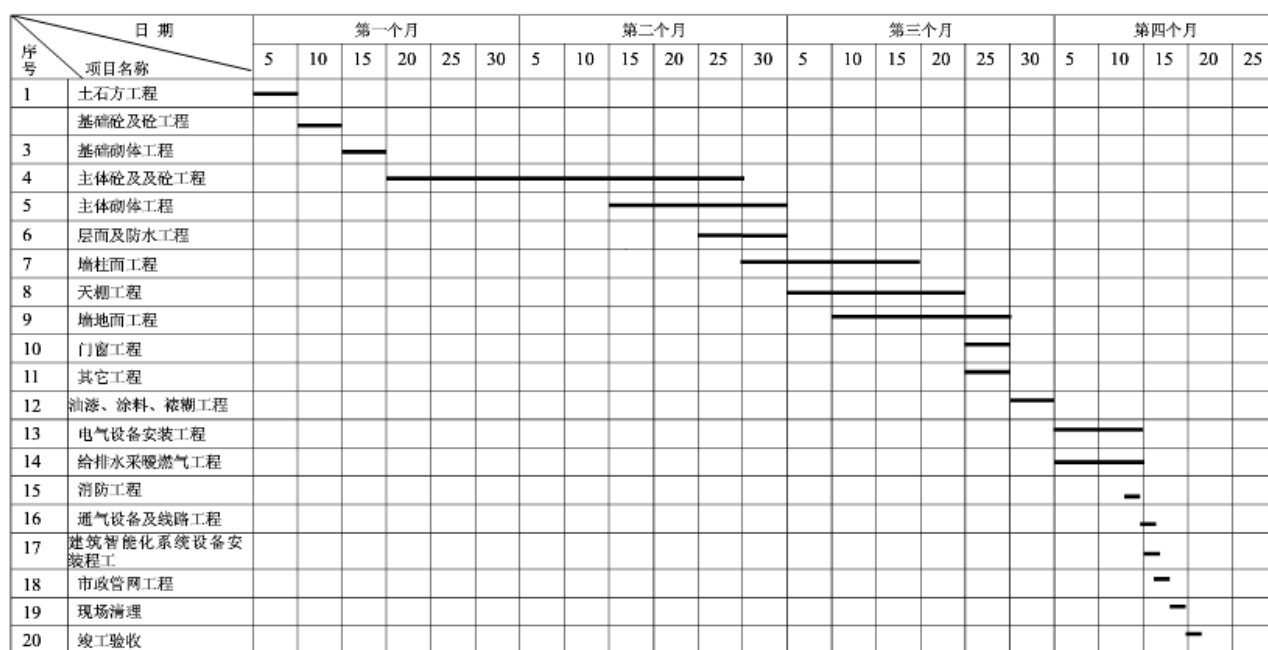 日 期
序号
项目名称
第一个月 第二个月 第三个月 第四个月
5 10 15 20 25 30 5 10 15 20 25 30 5 10 15 20 25 30 5 10 15 20 25
1 土石方工程
基础砼及砼工程
3 基础砌体工程
4 主体砼及及砼工程
5 主体砌体工程
6 层面及防水工程
7 墙柱而工程
8 天棚工程
9 墙地而工程
10 门窗工程
11 其它工程
12 油漆、涂料、裱糊工程
13 电气设备安装工程
14 给排水采暖燃气工程
15 消防工程
16 通气设备及线路工程
17 建筑智能化系统设备安
装程工
18 市政管网工程
19 现场清理
20 竣工验收